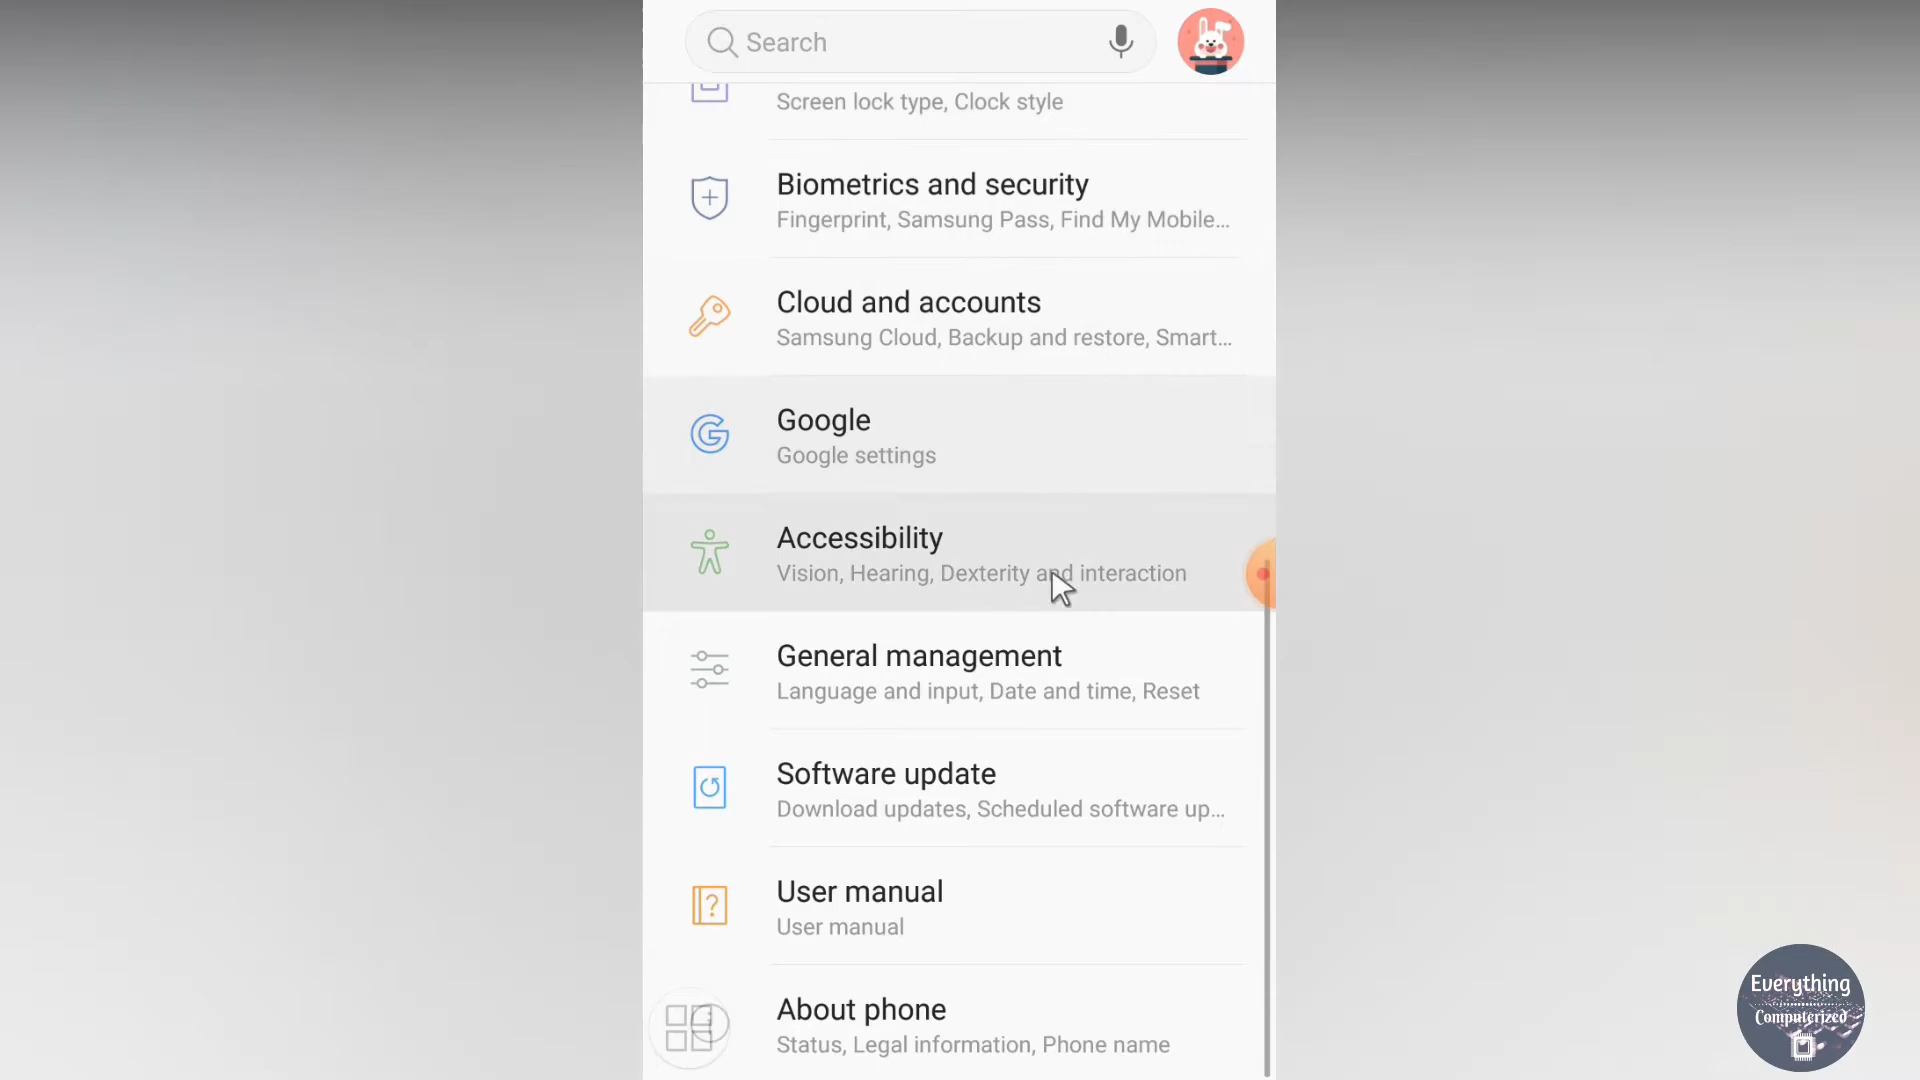 Search
Screen lock type, Clock style
Biometrics and security
Fingerprint, Samsung Pass, Find My Mobile...
Cloud and accounts
Samsung Cloud, Backup and restore, Smart...
Google
Google settings
Accessibility
Vision, Hearing, Dexterity and interaction
General management
Language and input, Date and time, Reset
Software update
Download updates, Scheduled software up...
User manual
User manual
About phone
Status, Legal information, Phone name
Everything
Computerized